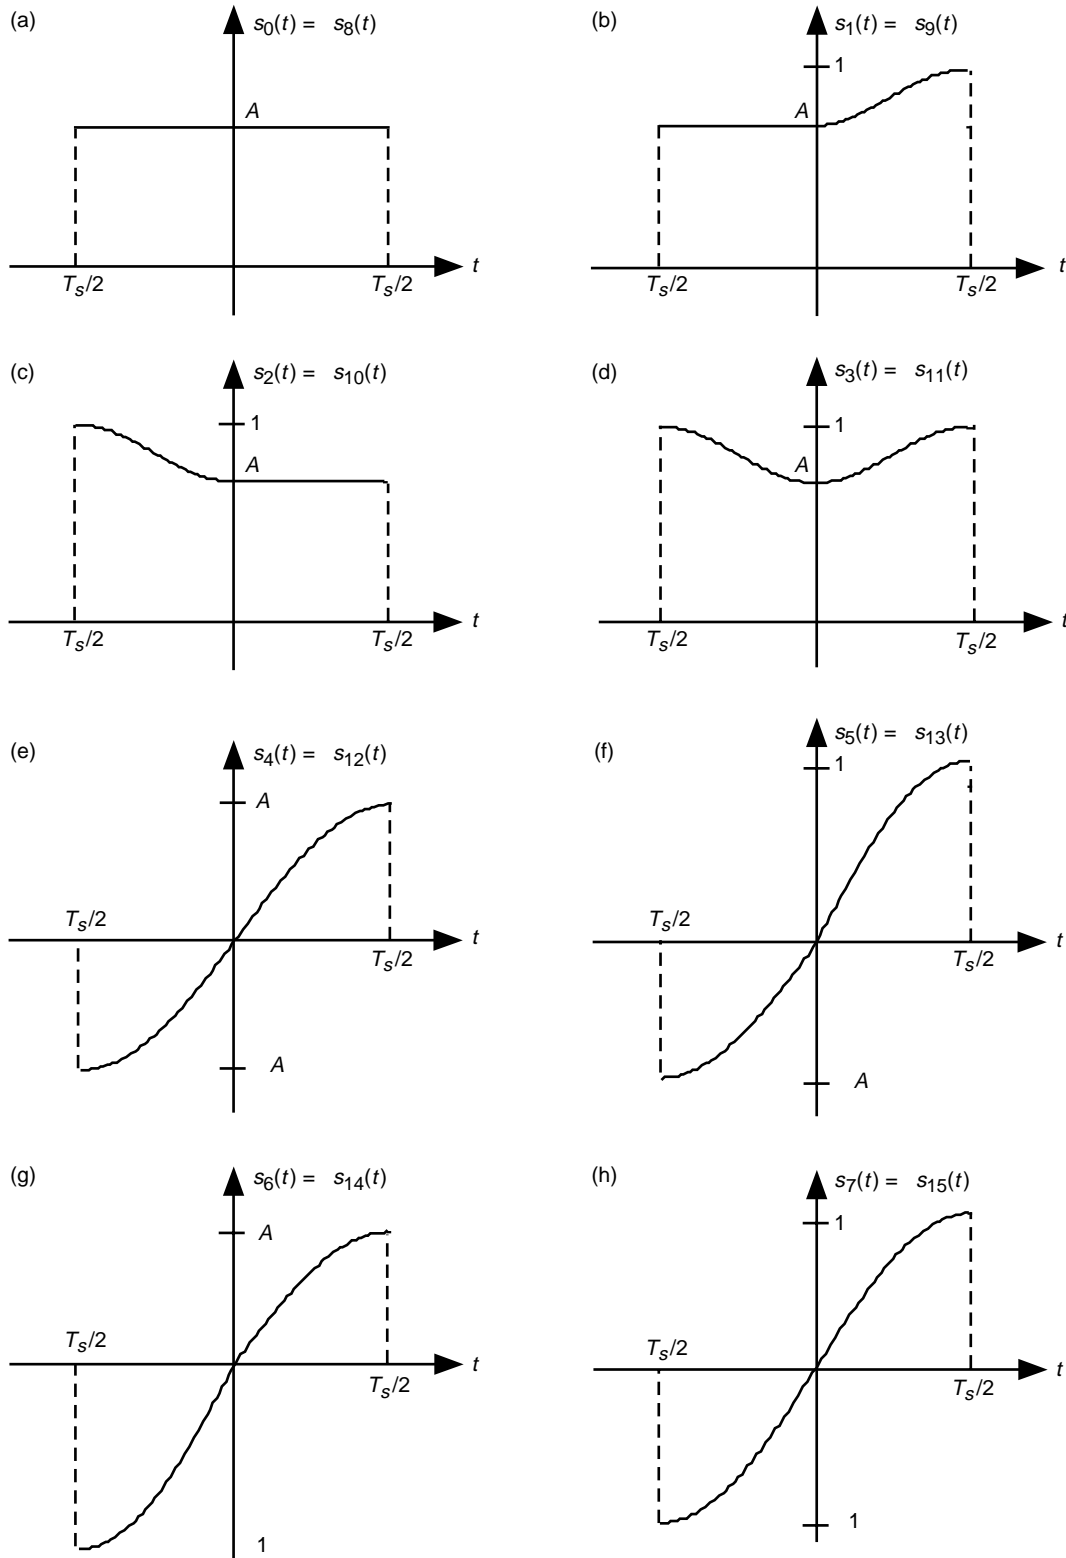 (a) s0(t) = s8(t)
A
Ts/2 Ts/2 t
(b) s1(t) = s9(t)
1
A
Ts/2 Ts/2 t
(c) s2(t) = s10(t)
1
A
Ts/2 Ts/2 t
(d) s3(t) = s11(t)
1
A
Ts/2 Ts/2 t
(e) s4(t) = s12(t)
A
Ts/2
Ts/2 t
A
(f) s5(t) = s13(t)
1
Ts/2
Ts/2 t
A
(g) s6(t) = s14(t)
A
Ts/2
Ts/2 t
1
(h) s7(t) = s15(t)
1
Ts/2
Ts/2 t
1